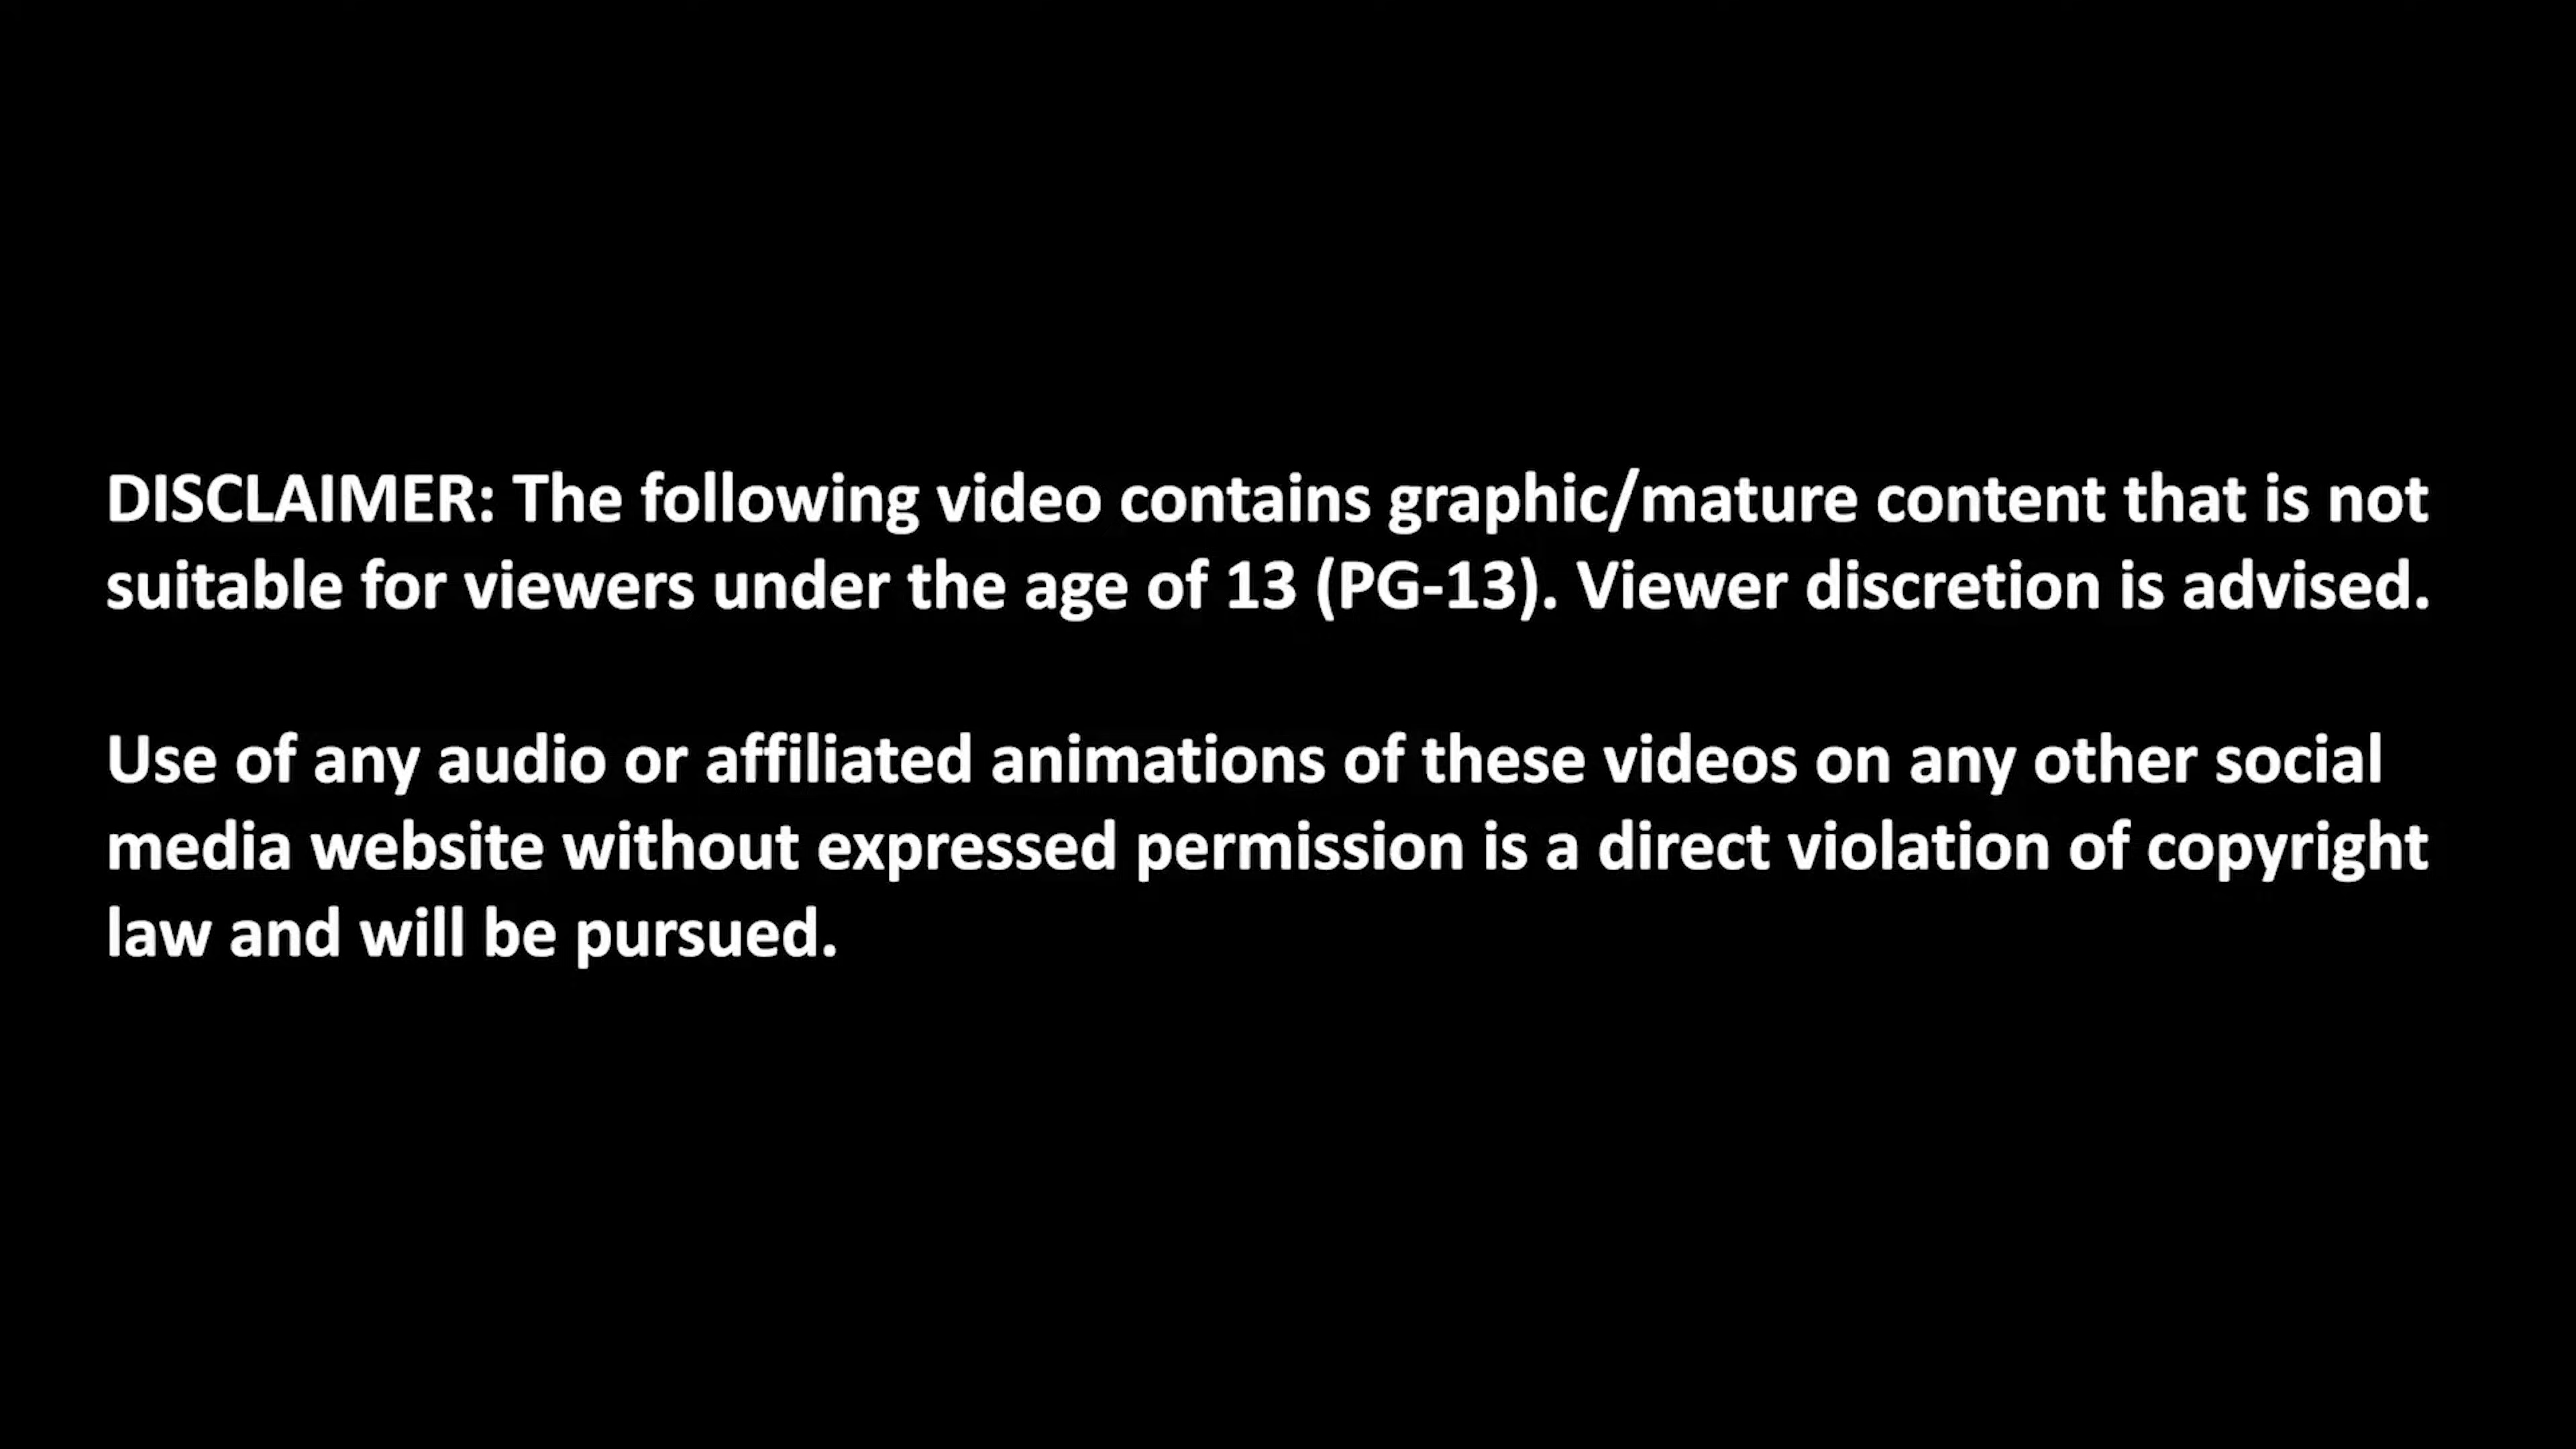 DISCLAIMER: The following video contains graphic/mature content that is not
suitable for viewers under the age of 13 (PG-13). Viewer discretion is advised.
Use of any audio or affiliated animations of these videos on any other social
media website without expressed permission is a direct violation of copyright
law and will be pursued.